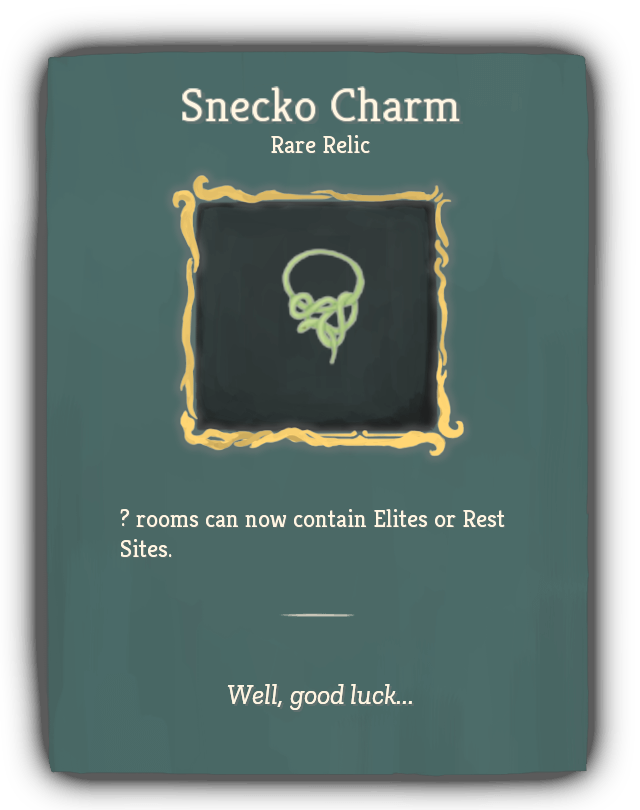 Snecko Charm
Rare Relic
? rooms can now contain Elites or Rest
Sites.
Well, good luck...